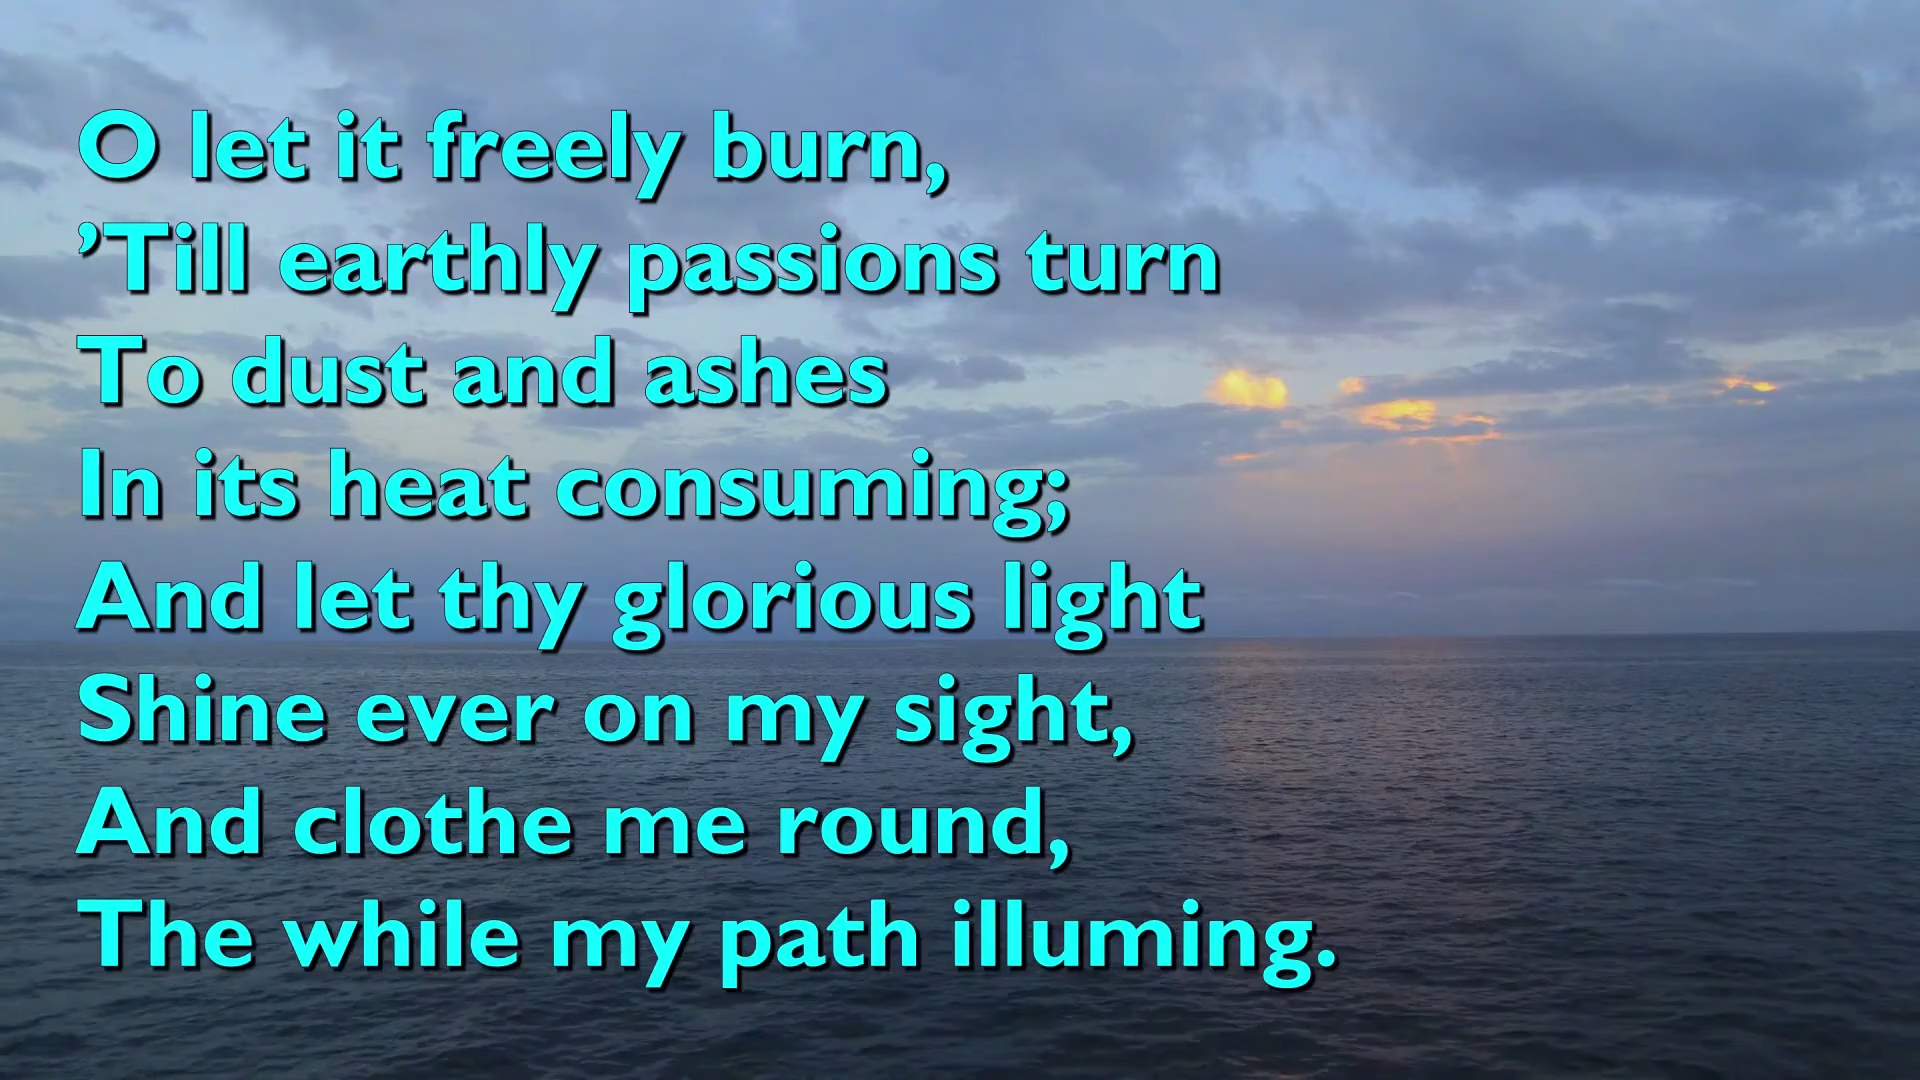 O let it freely burn,
’Till earthly passions turn
To dust and ashes
In its heat consuming;
And let thy glorious light
Shine ever on my sight,
And clothe me round,
The while my path illuming.